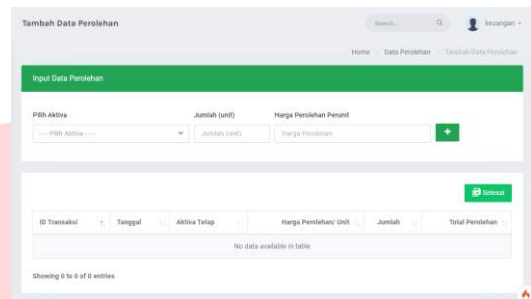 Tambah Data Perolehan
Search...
keuangan
Home / Data Perolehan / Tambah Data Perolehan
Input Data Perolehan
Pilih Aktiva Jumlah (unit) Harga Perolehan Perunit
---Pilih Aktiva--- Jumlah (unit) Harga Perolehan +
Selesai
ID Transaksi Tanggal Aktiva Tetap Harga Perolehan/ Unit Jumlah Total Perolehan
No data available in table
Showing 0 to 0 of 0 entries